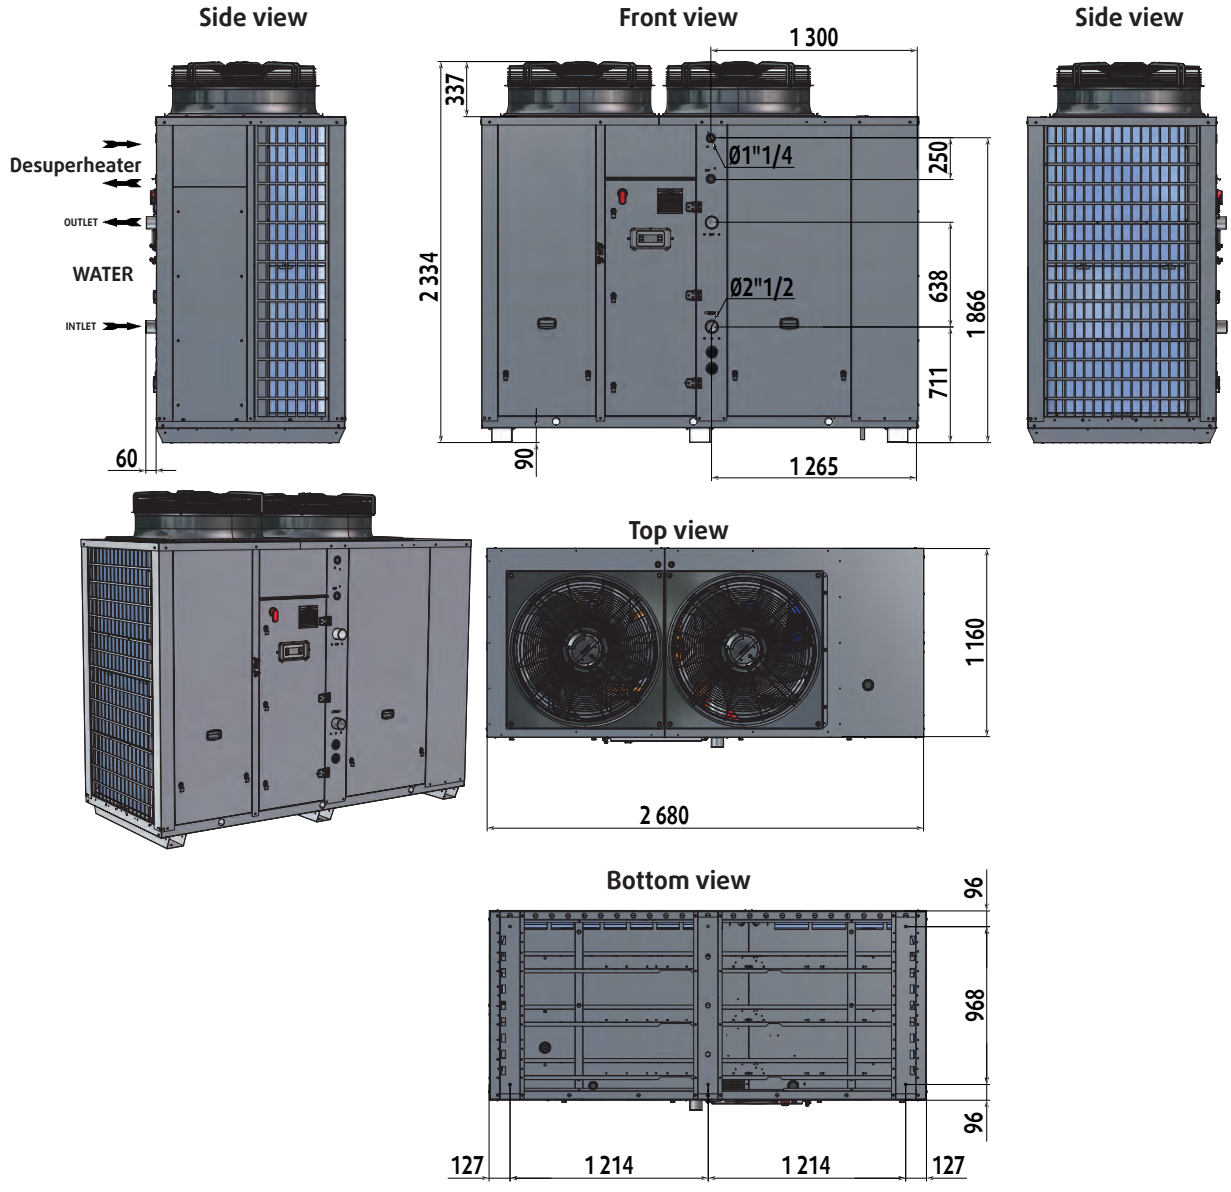 Side view
Front view
Side view
1 300
337
Ø1"1/4
250
Desuperheater
OUTLET
WATER
INTLET
2 334
Ø2"1/2
638
1 866
711
60
90
1 265
Top view
1 160
2 680
Bottom view
96
968
96
127
1 214
1 214
127